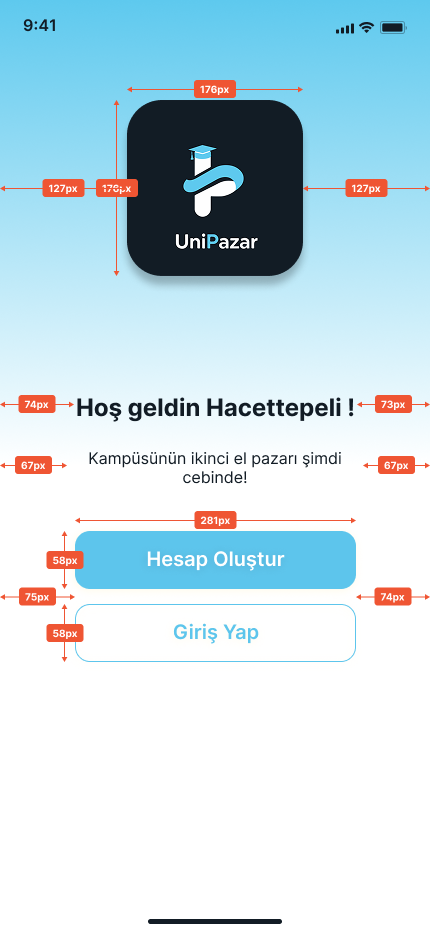 9:41
176px
127px
176px
127px
UniPazar
74px
Hoş geldin Hacettepeli !
73px
67px
Kampüsünün ikinci el pazarı şimdi
cebinde!
67px
281px
58px
Hesap Oluştur
75px
74px
58px
Giriş Yap